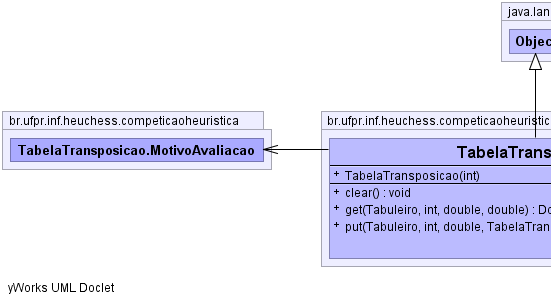 java.lan
Objec
br.ufpr.inf.heuchess.competicaoheuristica
TabelaTransposicao.MotivoAvaliacao
br.ufpr.inf.heuchess.competicaoheuristic
TabelaTrans
+ TabelaTransposicao(int)
+ clear() : void
+ get(Tabuleiro, int, double, double) : Do
+ put(Tabuleiro, int, double, TabelaTran
yWorks UML Doclet